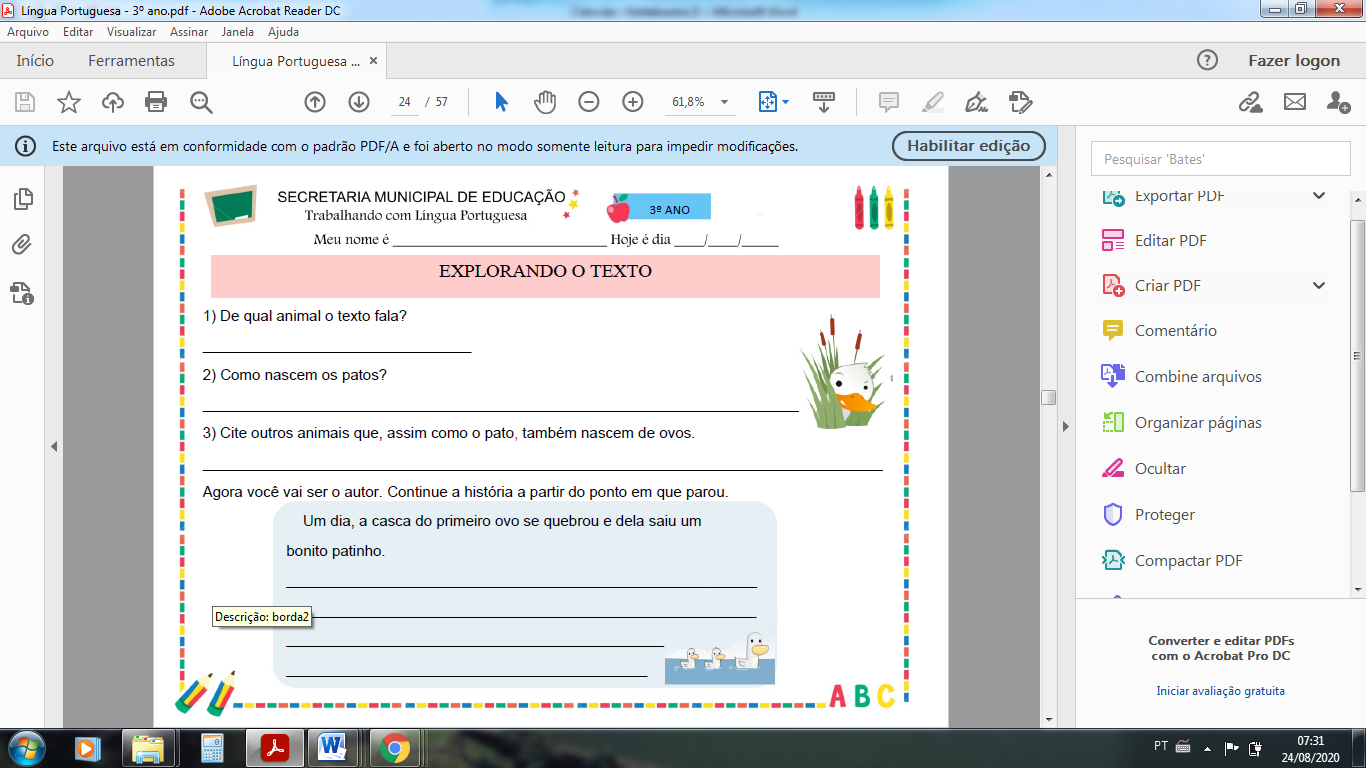 Língua Portuguesa - 3º ano.pdf - Adobe Acrobat Reader DC
Arquivo Editar Visualizar Assinar Janela Ajuda
Início Ferramentas Língua Portuguesa ... ×
Fazer logon
24 / 57 61,8%
Este arquivo está em conformidade com o padrão PDF/A e foi aberto no modo somente leitura para impedir modificações. Habilitar edição
SECRETARIA MUNICIPAL DE EDUCAÇÃO
Trabalhando com Língua Portuguesa
3º ANO
Meu nome é ____________________________ Hoje é dia ____/____/_____
EXPLORANDO O TEXTO
1) De qual animal o texto fala?
2) Como nascem os patos?
3) Cite outros animais que, assim como o pato, também nascem de ovos.
Agora você vai ser o autor. Continue a história a partir do ponto em que parou.
Um dia, a casca do primeiro ovo se quebrou e dela saiu um
bonito patinho.
Descrição: borda2
A B C
Pesquisar 'Bates'
Exportar PDF
Editar PDF
Criar PDF
Comentário
Combine arquivos
Organizar páginas
Ocultar
Proteger
Compactar PDF
Converter e editar PDFs
com o Acrobat Pro DC
Iniciar avaliação gratuita
PT
07:31
24/08/2020